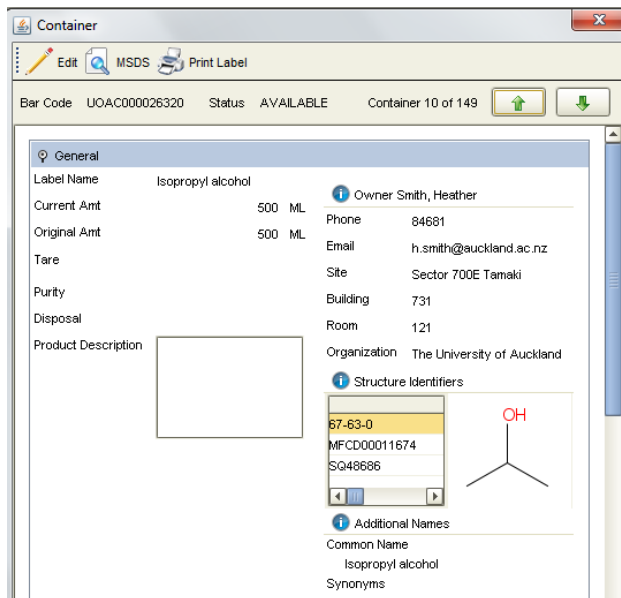 Container
Edit MSDS Print Label
Bar Code UOAC000026320 Status AVAILABLE Container 10 of 149
General
Label Name Isopropyl alcohol
Current Amt 500 ML
Original Amt 500 ML
Tare
Purity
Disposal
Product Description
Owner Smith, Heather
Phone 84681
Email h.smith@auckland.ac.nz
Site Sector 700E Tamaki
Building 731
Room 121
Organization The University of Auckland
Structure Identifiers
67-63-0
MFCD00011674
SQ48686
OH
Additional Names
Common Name
Isopropyl alcohol
Synonyms